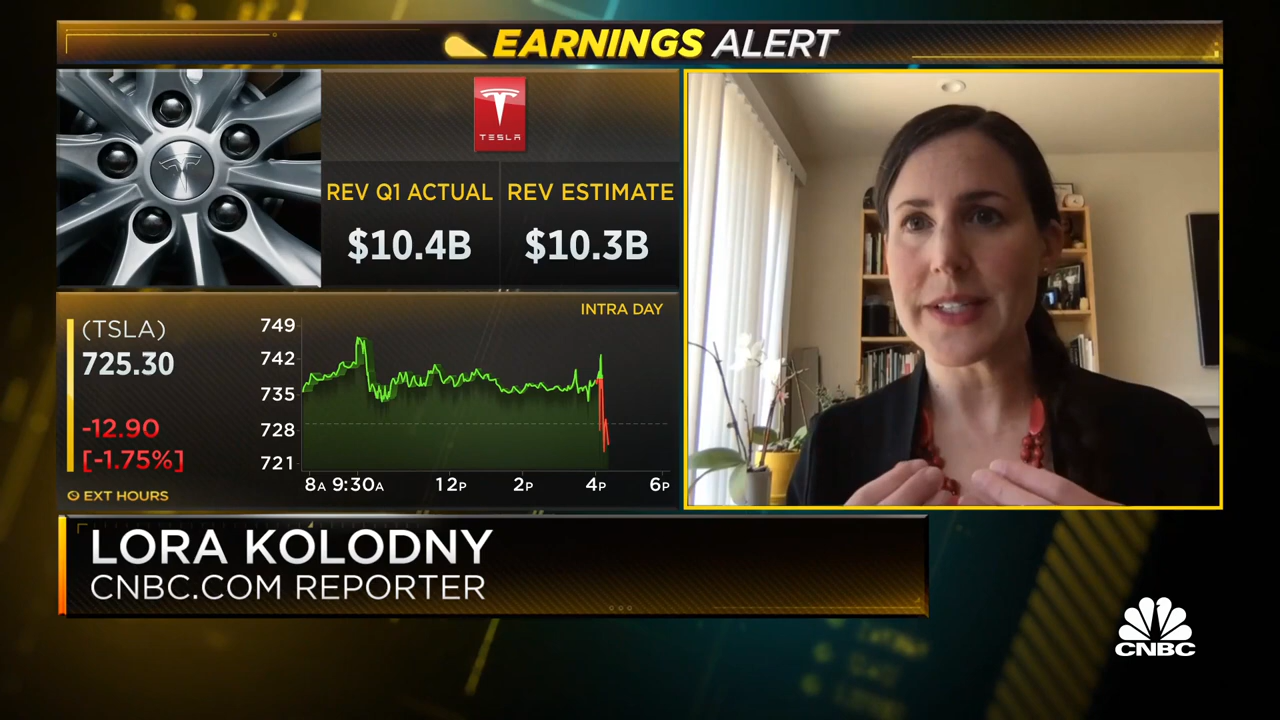 EARNINGS ALERT
TESLA
REV Q1 ACTUAL
$10.4B
REV ESTIMATE
$10.3B
INTRA DAY
(TSLA)
725.30
-12.90
[-1.75%]
EXT HOURS
749
742
735
728
721
8A 9:30A 12P 2P 4P 6P
LORA KOLODNY
CNBC.COM REPORTER
CNBC